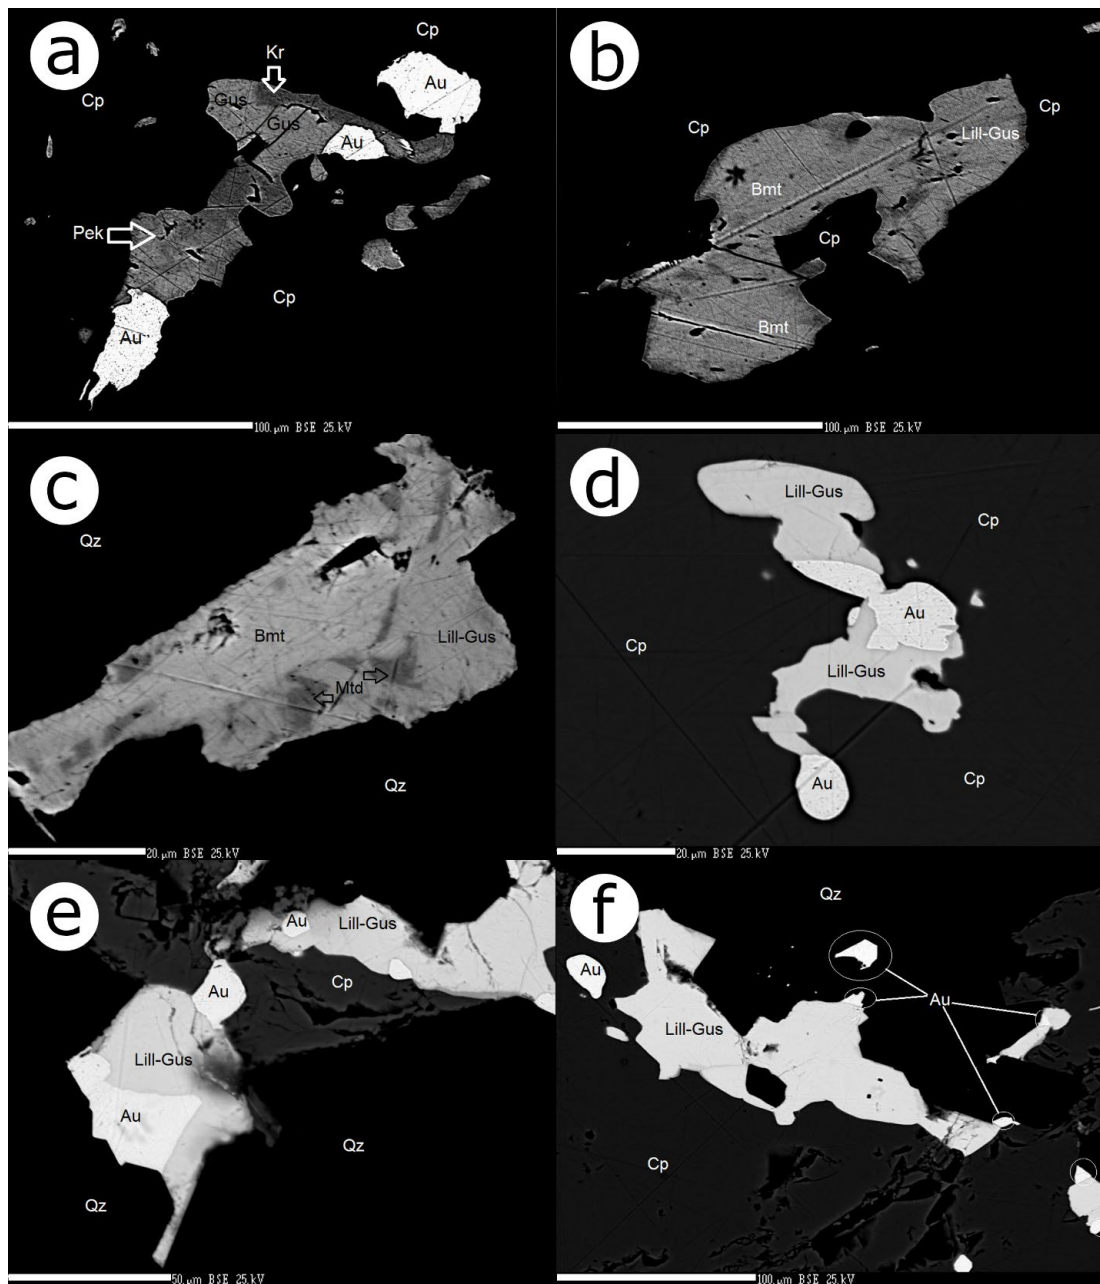 a
Cp
Kr
Au
Cp
Gus
Gus
Au
Pek
Cp
Au
100.µm BSE 25.kV
b
Cp
Cp
Lill-Gus
Bmt
Cp
Bmt
100.µm BSE 25.kV
c
Qz
Bmt
Lill-Gus
Mtd
Qz
20.µm BSE 25.kV
d
Lill-Gus
Cp
Au
Cp
Lill-Gus
Au
Cp
20.µm BSE 25.kV
e
Au
Lill-Gus
Cp
Au
Lill-Gus
Au
Qz
Qz
50.µm BSE 25.kV
f
Qz
Au
Au
Lill-Gus
Cp
100.µm BSE 25.kV